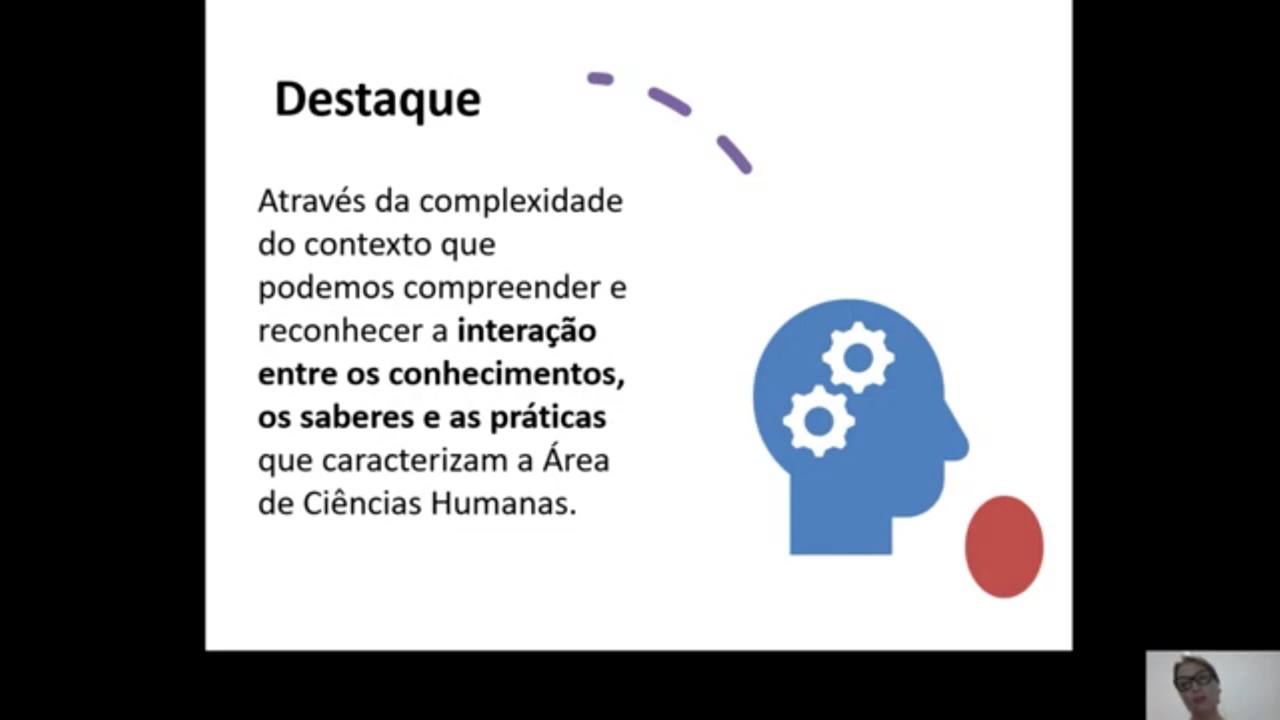 Destaque
Através da complexidade
do contexto que
podemos compreender e
reconhecer a interação
entre os conhecimentos,
os saberes e as práticas
que caracterizam a Área
de Ciências Humanas.